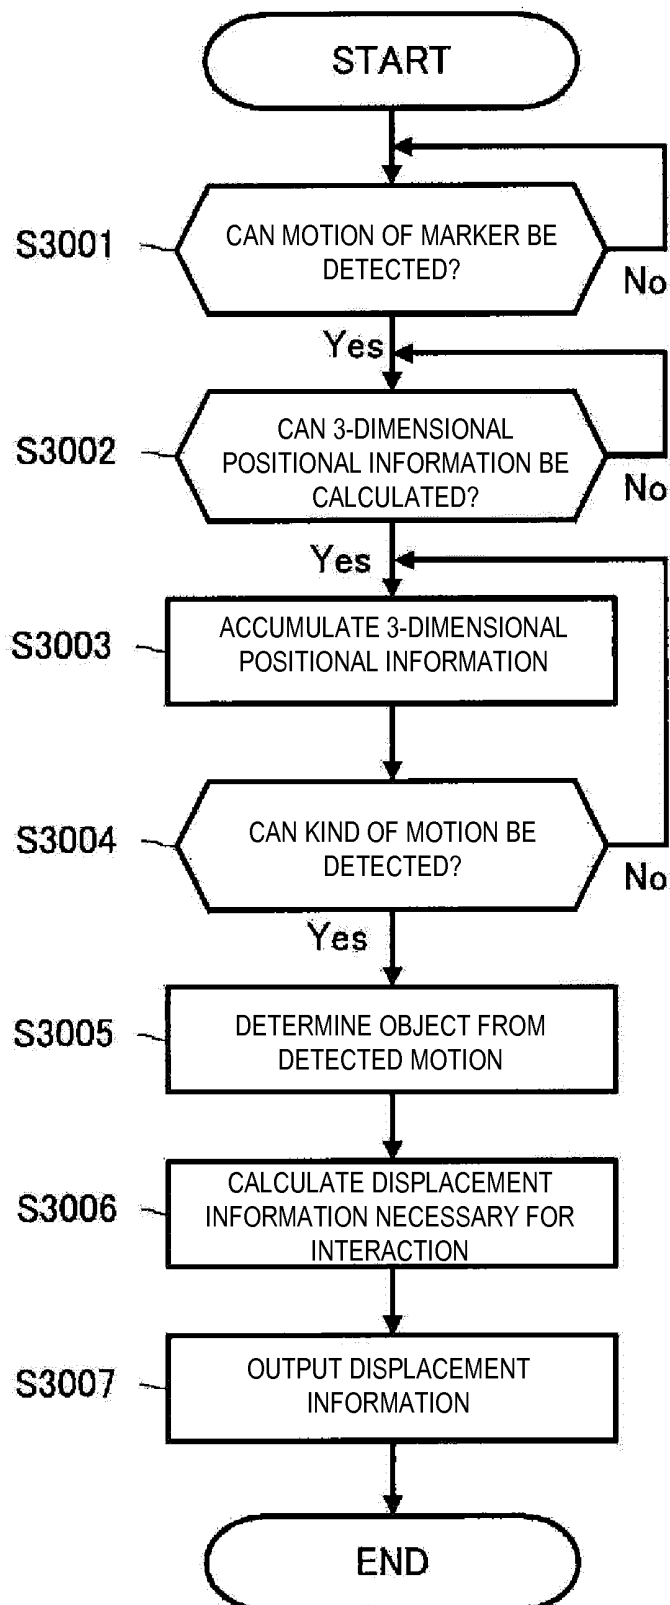 START
S3001
CAN MOTION OF MARKER BE
DETECTED?
No
Yes
S3002
CAN 3-DIMENSIONAL
POSITIONAL INFORMATION BE
CALCULATED?
No
Yes
S3003
ACCUMULATE 3-DIMENSIONAL
POSITIONAL INFORMATION
S3004
CAN KIND OF MOTION BE
DETECTED?
No
Yes
S3005
DETERMINE OBJECT FROM
DETECTED MOTION
S3006
CALCULATE DISPLACEMENT
INFORMATION NECESSARY FOR
INTERACTION
S3007
OUTPUT DISPLACEMENT
INFORMATION
END